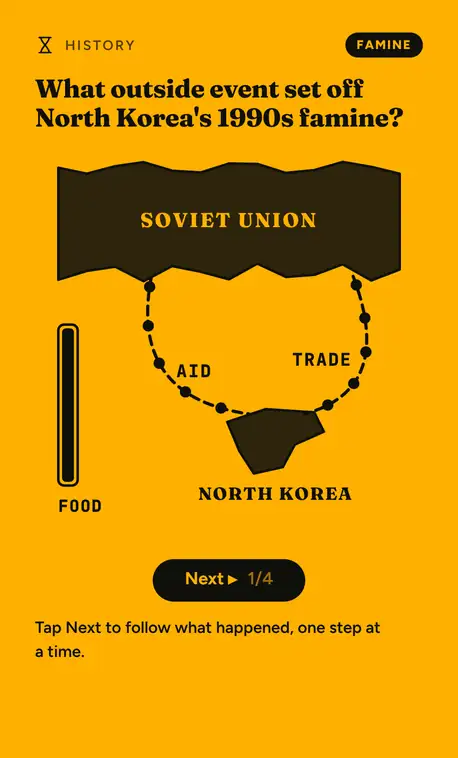 HISTORY
FAMINE
What outside event set off
North Korea's 1990s famine?
SOVIET UNION
AID
TRADE
NORTH KOREA
FOOD
Next ▸ 1/4
Tap Next to follow what happened, one step at
a time.